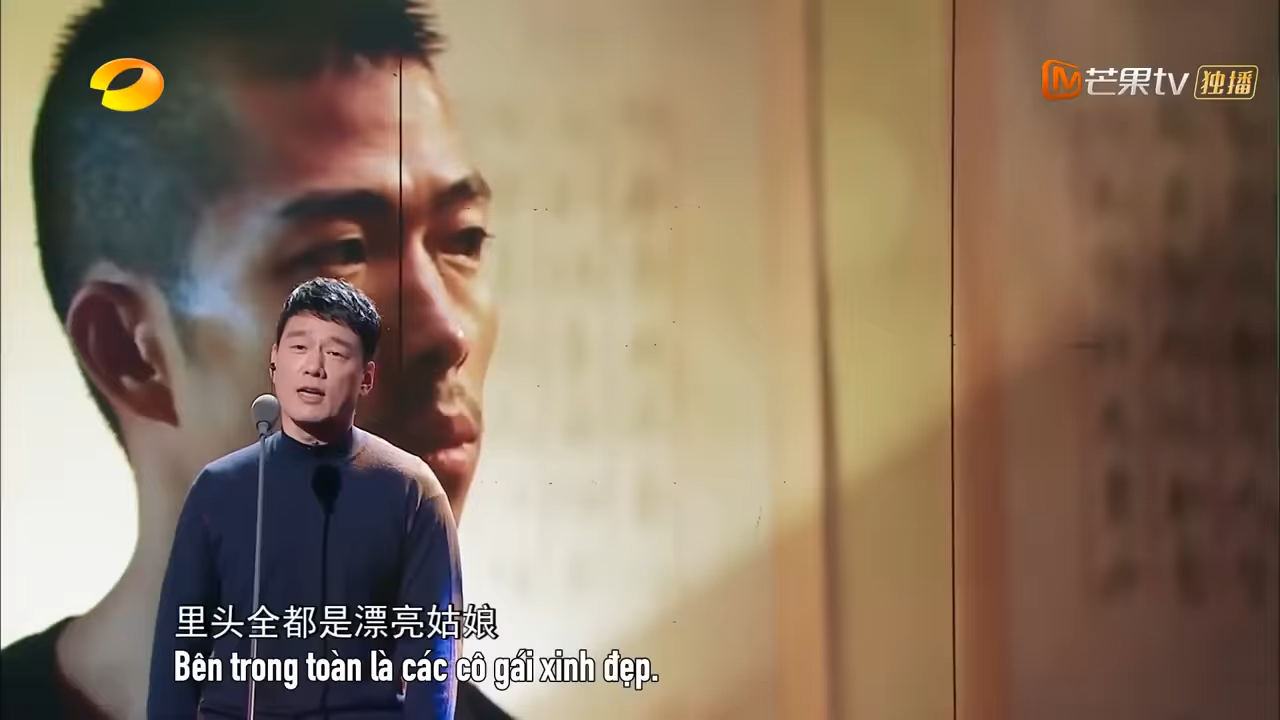 芒果tv 独播
里头全都是漂亮姑娘
Bên trong toàn là các cô gái xinh đẹp.